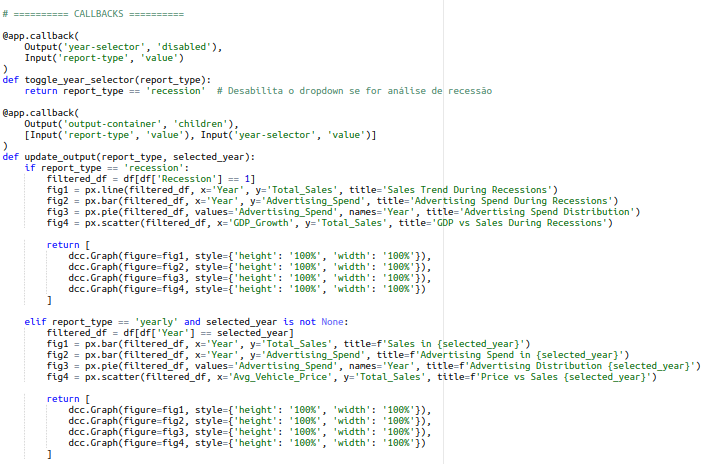 # ========== CALLBACKS ==========
@app.callback(
    Output('year-selector', 'disabled'),
    Input('report-type', 'value')
)
def toggle_year_selector(report_type):
    return report_type == 'recession'  # Desabilita o dropdown se for análise de recessão
@app.callback(
    Output('output-container', 'children'),
    [Input('report-type', 'value'), Input('year-selector', 'value')]
)
def update_output(report_type, selected_year):
    if report_type == 'recession':
        filtered_df = df[df['Recession'] == 1]
        fig1 = px.line(filtered_df, x='Year', y='Total_Sales', title='Sales Trend During Recessions')
        fig2 = px.bar(filtered_df, x='Year', y='Advertising_Spend', title='Advertising Spend During Recessions')
        fig3 = px.pie(filtered_df, values='Advertising_Spend', names='Year', title='Advertising Spend Distribution')
        fig4 = px.scatter(filtered_df, x='GDP_Growth', y='Total_Sales', title='GDP vs Sales During Recessions')
        return [
            dcc.Graph(figure=fig1, style={'height': '100%', 'width': '100%'}),
            dcc.Graph(figure=fig2, style={'height': '100%', 'width': '100%'}),
            dcc.Graph(figure=fig3, style={'height': '100%', 'width': '100%'}),
            dcc.Graph(figure=fig4, style={'height': '100%', 'width': '100%'})
        ]
    elif report_type == 'yearly' and selected_year is not None:
        filtered_df = df[df['Year'] == selected_year]
        fig1 = px.bar(filtered_df, x='Year', y='Total_Sales', title=f'Sales in {selected_year}')
        fig2 = px.bar(filtered_df, x='Year', y='Advertising_Spend', title=f'Advertising Spend in {selected_year}')
        fig3 = px.pie(filtered_df, values='Advertising_Spend', names='Year', title=f'Advertising Distribution {selected_year}')
        fig4 = px.scatter(filtered_df, x='Avg_Vehicle_Price', y='Total_Sales', title=f'Price vs Sales {selected_year}')
        return [
            dcc.Graph(figure=fig1, style={'height': '100%', 'width': '100%'}),
            dcc.Graph(figure=fig2, style={'height': '100%', 'width': '100%'}),
            dcc.Graph(figure=fig3, style={'height': '100%', 'width': '100%'}),
            dcc.Graph(figure=fig4, style={'height': '100%', 'width': '100%'})
        ]